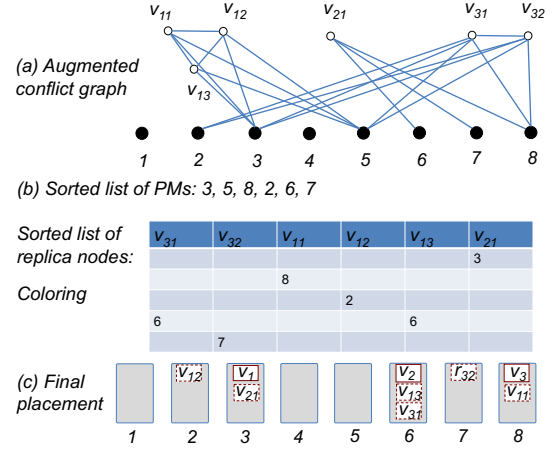 v11 v12 v21 v31 v32
(a) Augmented
conflict graph
v13
1 2 3 4 5 6 7 8
(b) Sorted list of PMs: 3, 5, 8, 2, 6, 7
Sorted list of
replica nodes:
v31 v32 v11 v12 v13 v21
3
Coloring
8
2
6 6
7
(c) Final
placement
v12 v1 v2 r32 v3
v21 v13 v11
v31
1 2 3 4 5 6 7 8